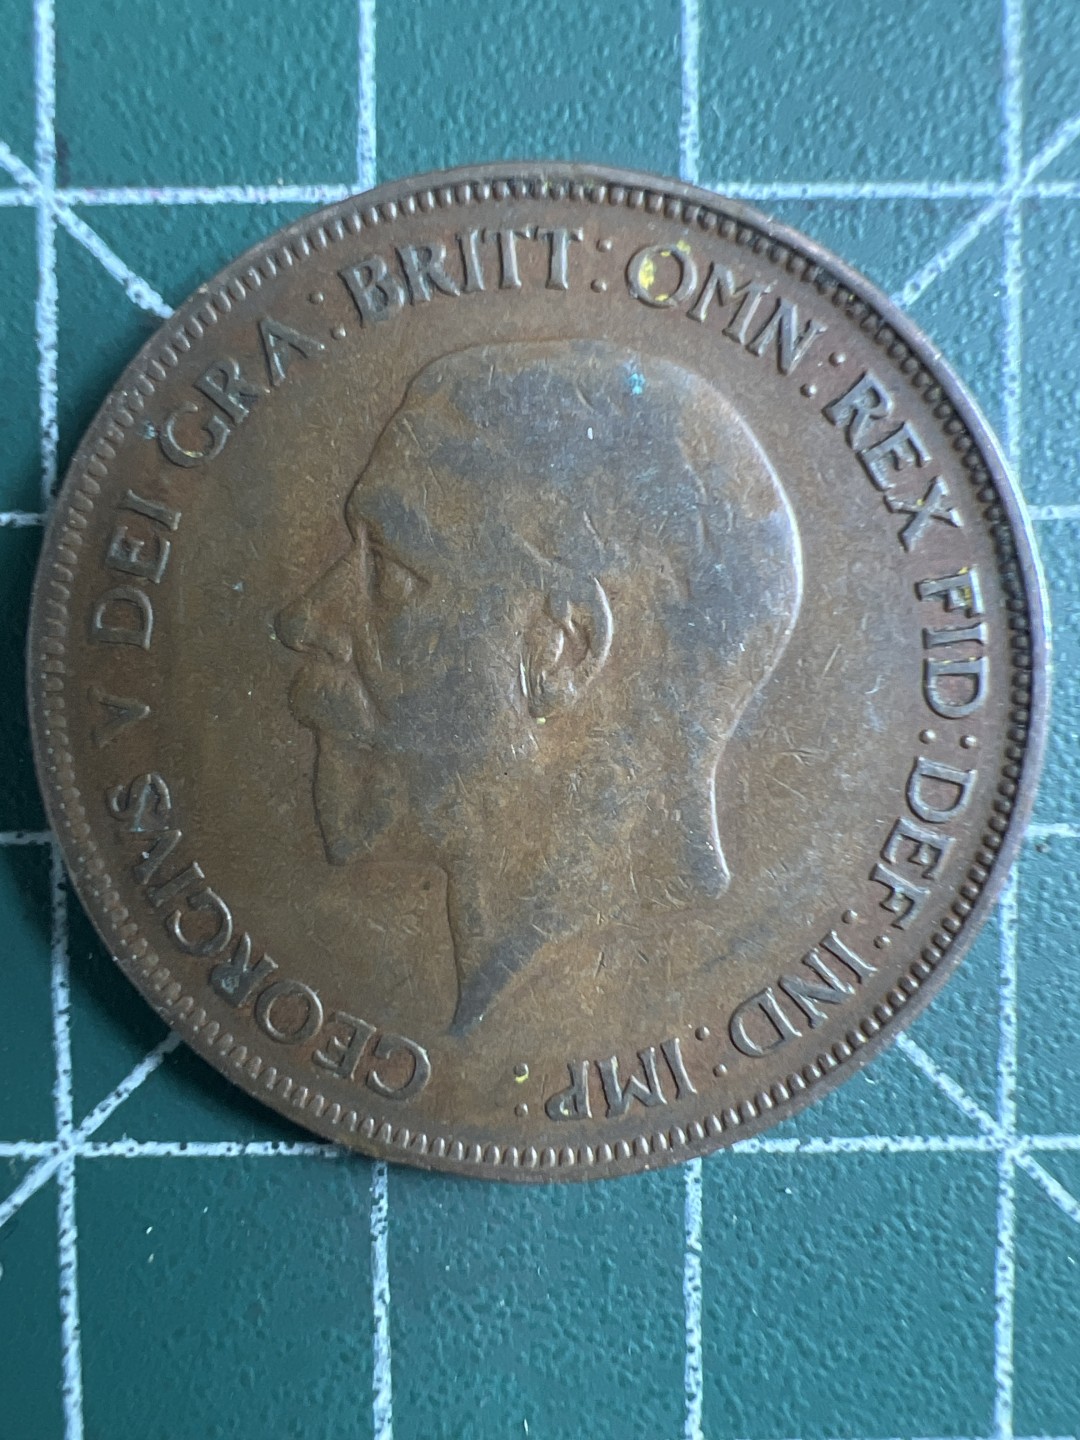 GEORGIVS V DEI GRA: BRITT: OMN: REX FID: DEF: IND: IMP: